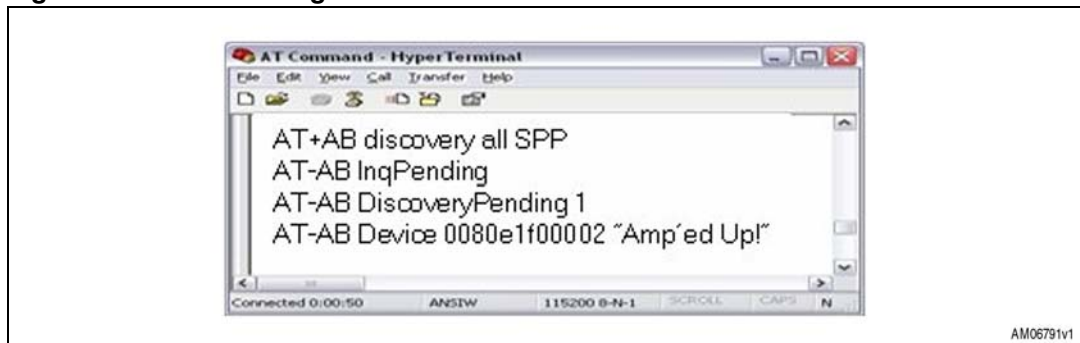 AT Command - HyperTerminal
File Edit View Call Transfer Help
AT+AB discovery all SPP
AT-AB InqPending
AT-AB DiscoveryPending 1
AT-AB Device 0080e1f00002 "Amp'ed Up!"
Connected 0:00:50 ANSIW 115200 8-N-1 SCROLL CAPS N
AM06791v1